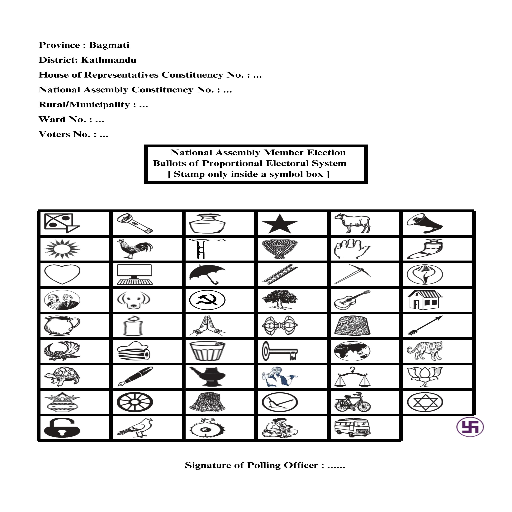 Province : Bagmati
District: Kathmandu
House of Representatives Constituency No. : ...
National Assembly Constituency No. : ...
Rural/Municipality : ...
Ward No. : ...
Voters No. : ...
National Assembly Member Election
Ballots of Proportional Electoral System
[ Stamp only inside a symbol box ]
Signature of Polling Officer : ......